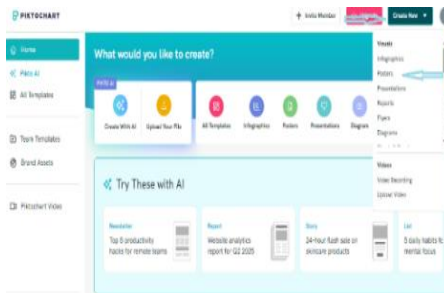 PIKTOCHART
Invite Member
Create New
Home
Pikto AI
All Templates
Team Templates
Brand Assets
Piktochart Video
What would you like to create?
PIKTO AI
Create With AI
Upload Your File
All Templates
Infographics
Posters
Presentations
Diagram
Visuals
Infographics
Posters
Presentations
Reports
Flyers
Diagrams
Videos
Video Recording
Upload Video
Try These with AI
Newsletter
Top 5 productivity
hacks for remote teams
Report
Website analytics
report for Q2 2025
Story
24-hour flash sale on
skincare products
List
5 daily habits fo
mental focus